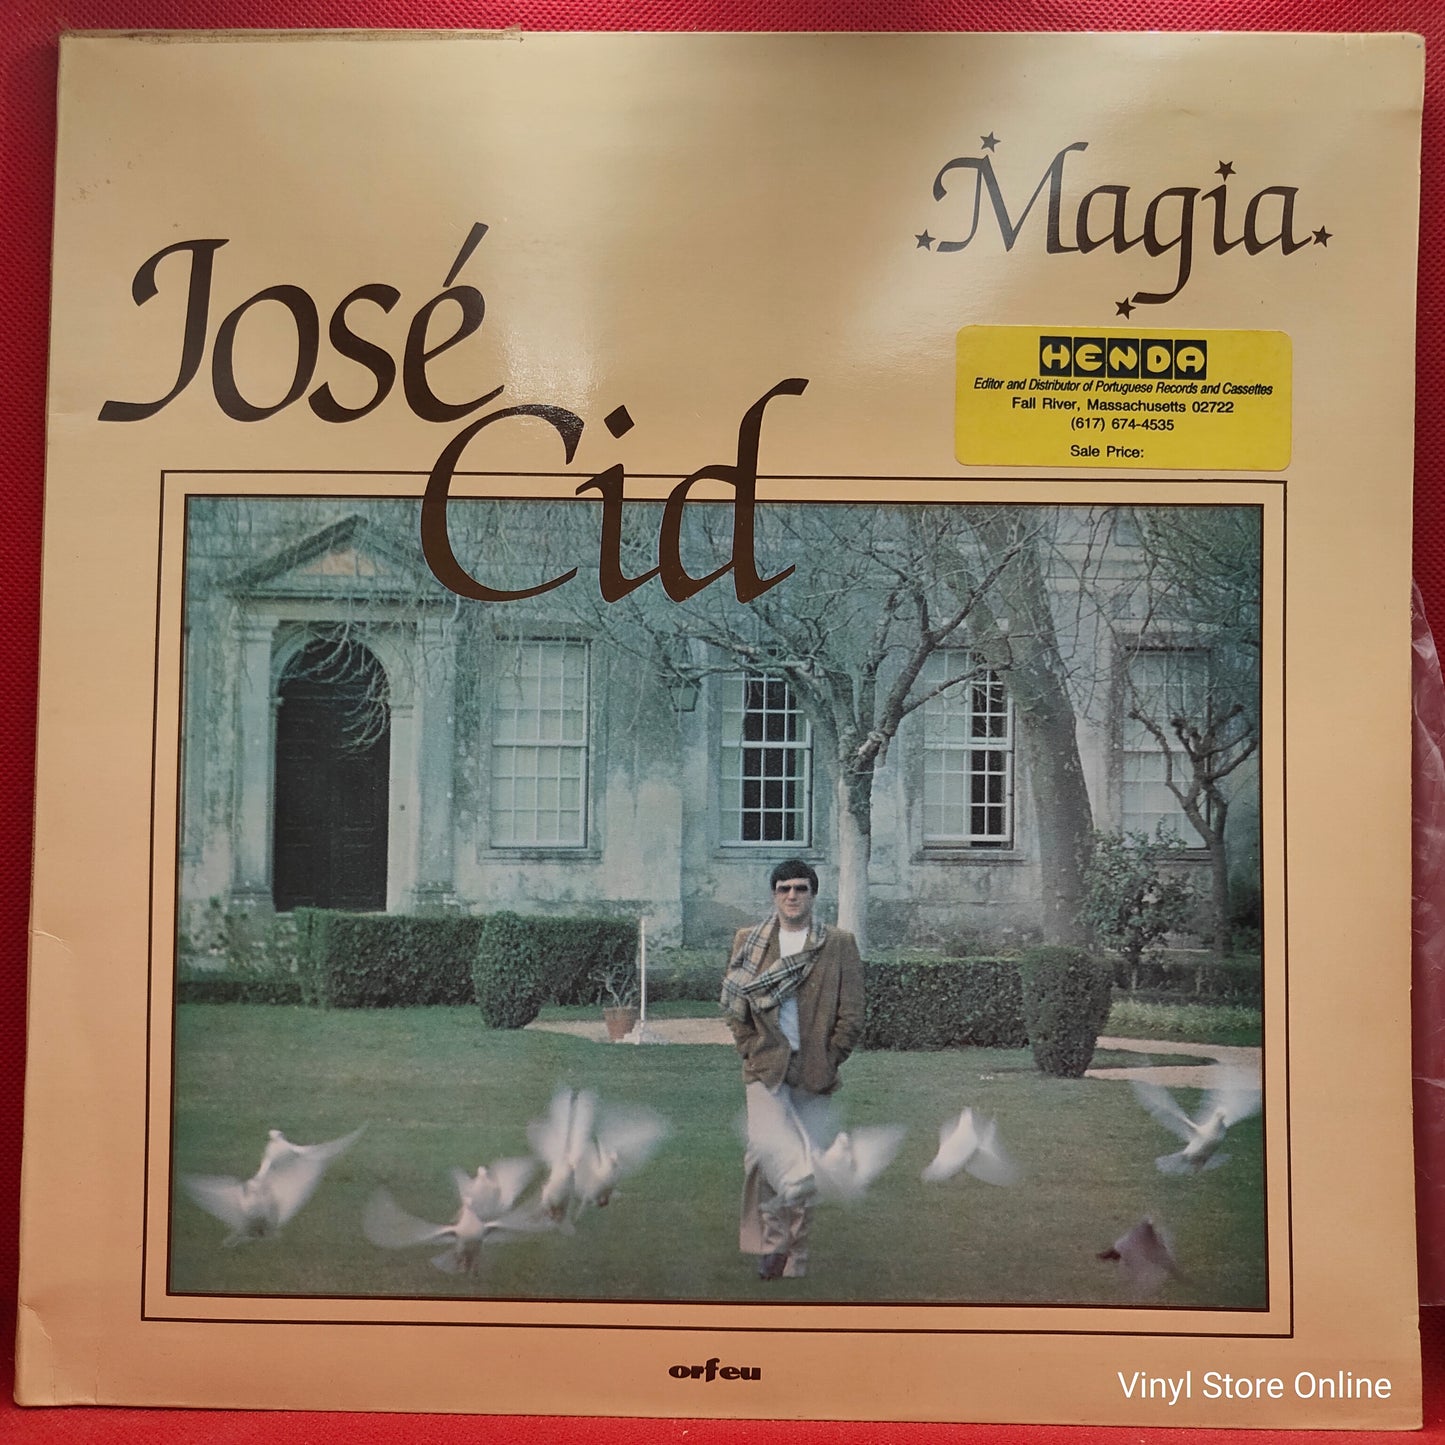 Magia
José
Cid
HENDA
Editor and Distributor of Portuguese Records and Cassettes
Fall River, Massachusetts 02722
(617) 674-4535
Sale Price:
orfeu
Vinyl Store Online